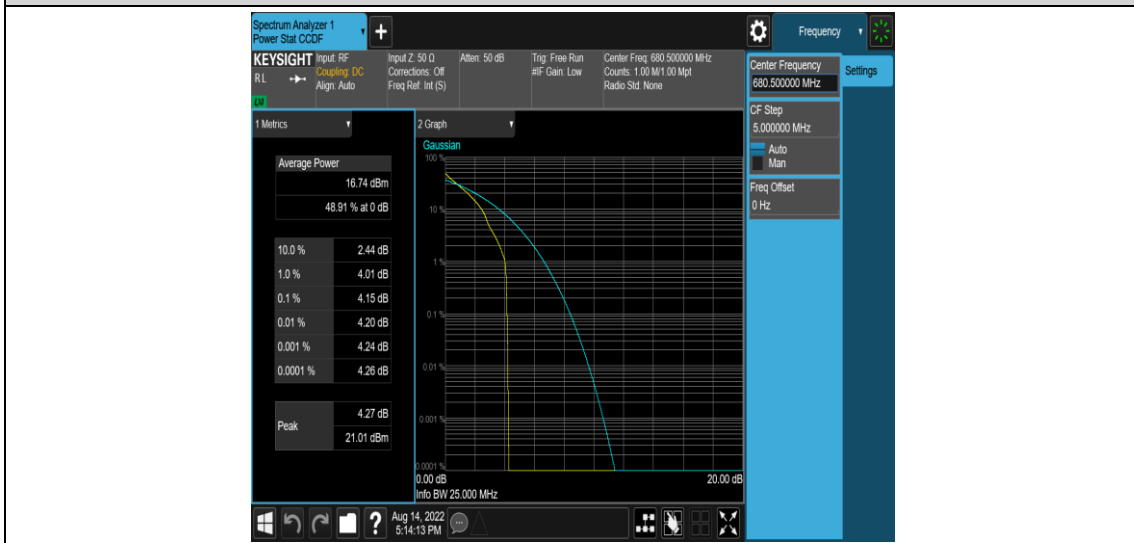 Spectrum Analyzer 1
Power Stat CCDF
+
Frequency
KEYSIGHT
RL
LXI
Input: RF
Coupling: DC
Align: Auto
Input Z: 50 Ω
Corrections: Off
Freq Ref: Int (S)
Atten: 50 dB
Trig: Free Run
#IF Gain: Low
Center Freq: 680.500000 MHz
Counts: 1.00 M/1.00 Mpt
Radio Std: None
Center Frequency
680.500000 MHz
Settings
CF Step
5.000000 MHz
Auto
Man
Freq Offset
0 Hz
1 Metrics
Average Power
16.74 dBm
48.91 % at 0 dB
10.0 % 2.44 dB
1.0 % 4.01 dB
0.1 % 4.15 dB
0.01 % 4.20 dB
0.001 % 4.24 dB
0.0001 % 4.26 dB
Peak
4.27 dB
21.01 dBm
2 Graph
Gaussian
100 %
10 %
1 %
0.1 %
0.01 %
0.001 %
0.0001 %
0.00 dB 20.00 dB
Info BW 25.000 MHz
?
Aug 14, 2022
5:14:13 PM